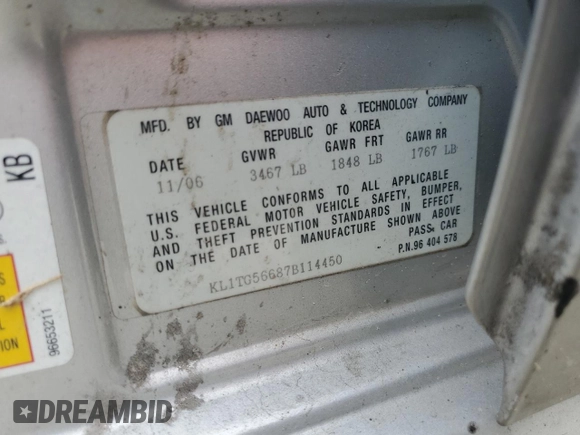 MFD. BY GM DAEWOO AUTO & TECHNOLOGY COMPANY
REPUBLIC OF KOREA
DATE GVWR GAWR FRT GAWR RR
11/06 3467 LB 1848 LB 1767 LB
THIS VEHICLE CONFORMS TO ALL APPLICABLE
U.S. FEDERAL MOTOR VEHICLE SAFETY, BUMPER,
AND THEFT PREVENTION STANDARDS IN EFFECT
ON THE DATE OF MANUFACTURE SHOWN ABOVE
PASS. CAR
P.N.96 404 578
KL1TG56687B114450
KB
96653211
DREAMBID